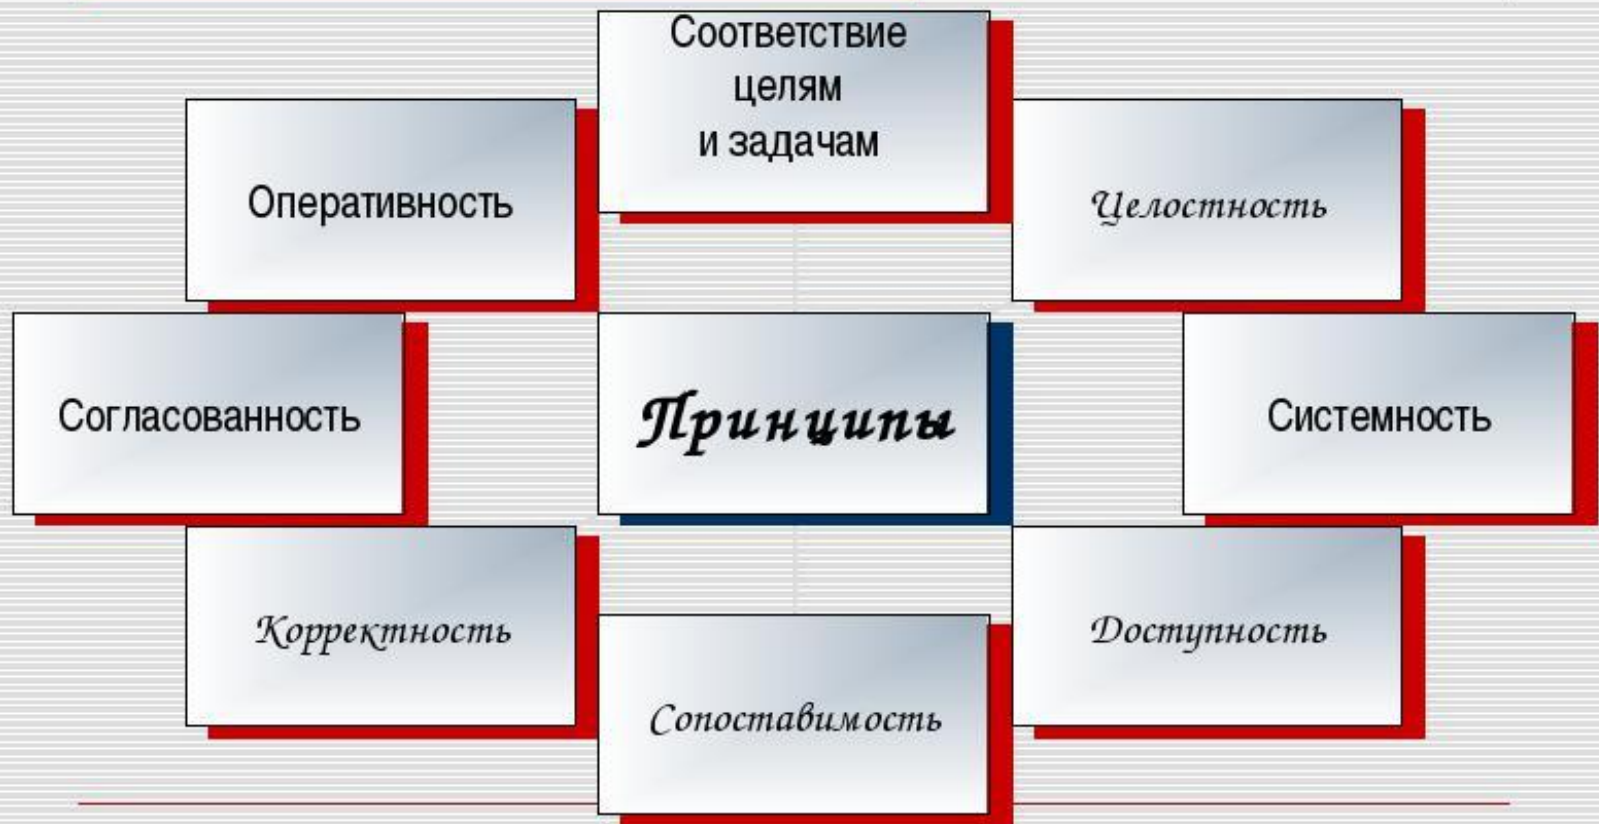 Соответствие
целям
и задачам
Оперативность
Целостность
Согласованность
Принципы
Системность
Корректность
Доступность
Сопоставимость